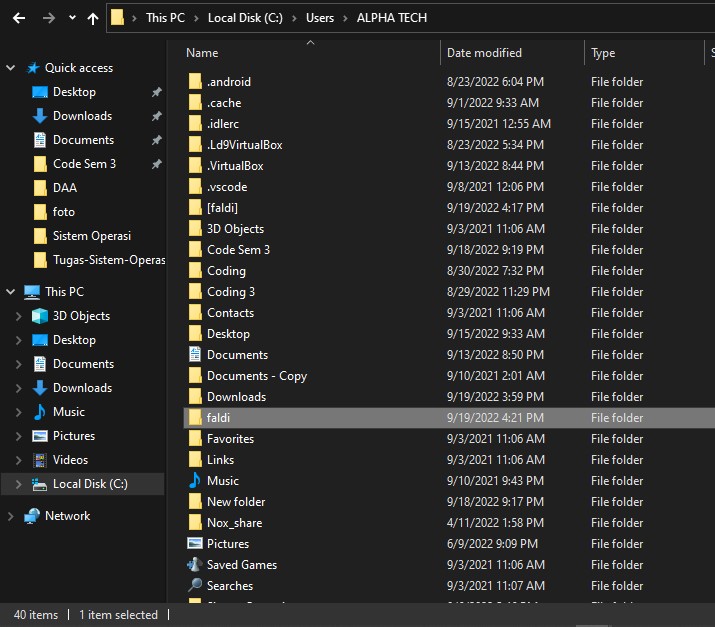 This PC > Local Disk (C:) > Users > ALPHA TECH
Name Date modified Type S
Quick access
Desktop
Downloads
Documents
Code Sem 3
DAA
foto
Sistem Operasi
Tugas-Sistem-Operas
This PC
3D Objects
Desktop
Documents
Downloads
Music
Pictures
Videos
Local Disk (C:)
Network
.android 8/23/2022 6:04 PM File folder
.cache 9/1/2022 9:33 AM File folder
.idlerc 9/15/2021 12:55 AM File folder
.Ld9VirtualBox 8/23/2022 5:34 PM File folder
.VirtualBox 9/13/2022 8:44 PM File folder
.vscode 9/8/2021 12:06 PM File folder
[faldi] 9/19/2022 4:17 PM File folder
3D Objects 9/3/2021 11:06 AM File folder
Code Sem 3 9/18/2022 9:19 PM File folder
Coding 8/30/2022 7:32 PM File folder
Coding 3 8/29/2022 11:29 PM File folder
Contacts 9/3/2021 11:06 AM File folder
Desktop 9/15/2022 9:33 AM File folder
Documents 9/13/2022 8:50 PM File folder
Documents - Copy 9/10/2021 2:01 AM File folder
Downloads 9/19/2022 3:59 PM File folder
faldi 9/19/2022 4:21 PM File folder
Favorites 9/3/2021 11:06 AM File folder
Links 9/3/2021 11:06 AM File folder
Music 9/10/2021 9:43 PM File folder
New folder 9/18/2022 9:17 PM File folder
Nox_share 4/11/2022 1:58 PM File folder
Pictures 6/9/2022 9:09 PM File folder
Saved Games 9/3/2021 11:06 AM File folder
Searches 9/3/2021 11:07 AM File folder
40 items 1 item selected